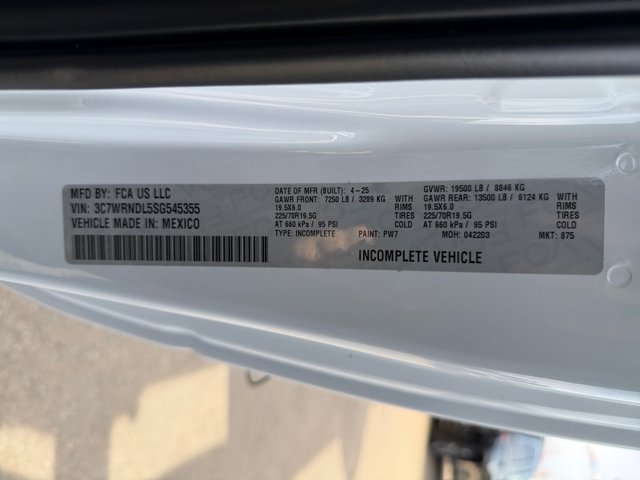 MFD BY: FCA US LLC
VIN: 3C7WRNDL5SG545355
VEHICLE MADE IN: MEXICO
DATE OF MFR (BUILT): 4-25 GVWR: 19500 LB / 8846 KG
GAWR FRONT: 7250 LB / 3289 KG WITH GAWR REAR: 13500 LB / 6124 KG WITH
19.5X6.0 RIMS 19.5X6.0 RIMS
225/70R19.5G TIRES 225/70R19.5G TIRES
AT 660 kPa / 95 PSI COLD AT 660 kPa / 95 PSI COLD
TYPE: INCOMPLETE PAINT: PW7 MDH: 042203 MKT: 875
INCOMPLETE VEHICLE